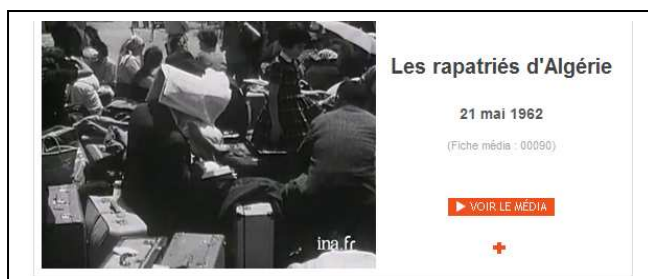 Les rapatriés d'Algérie
21 mai 1962
(Fiche média : 00090)
VOIR LE MÉDIA
ina.fr